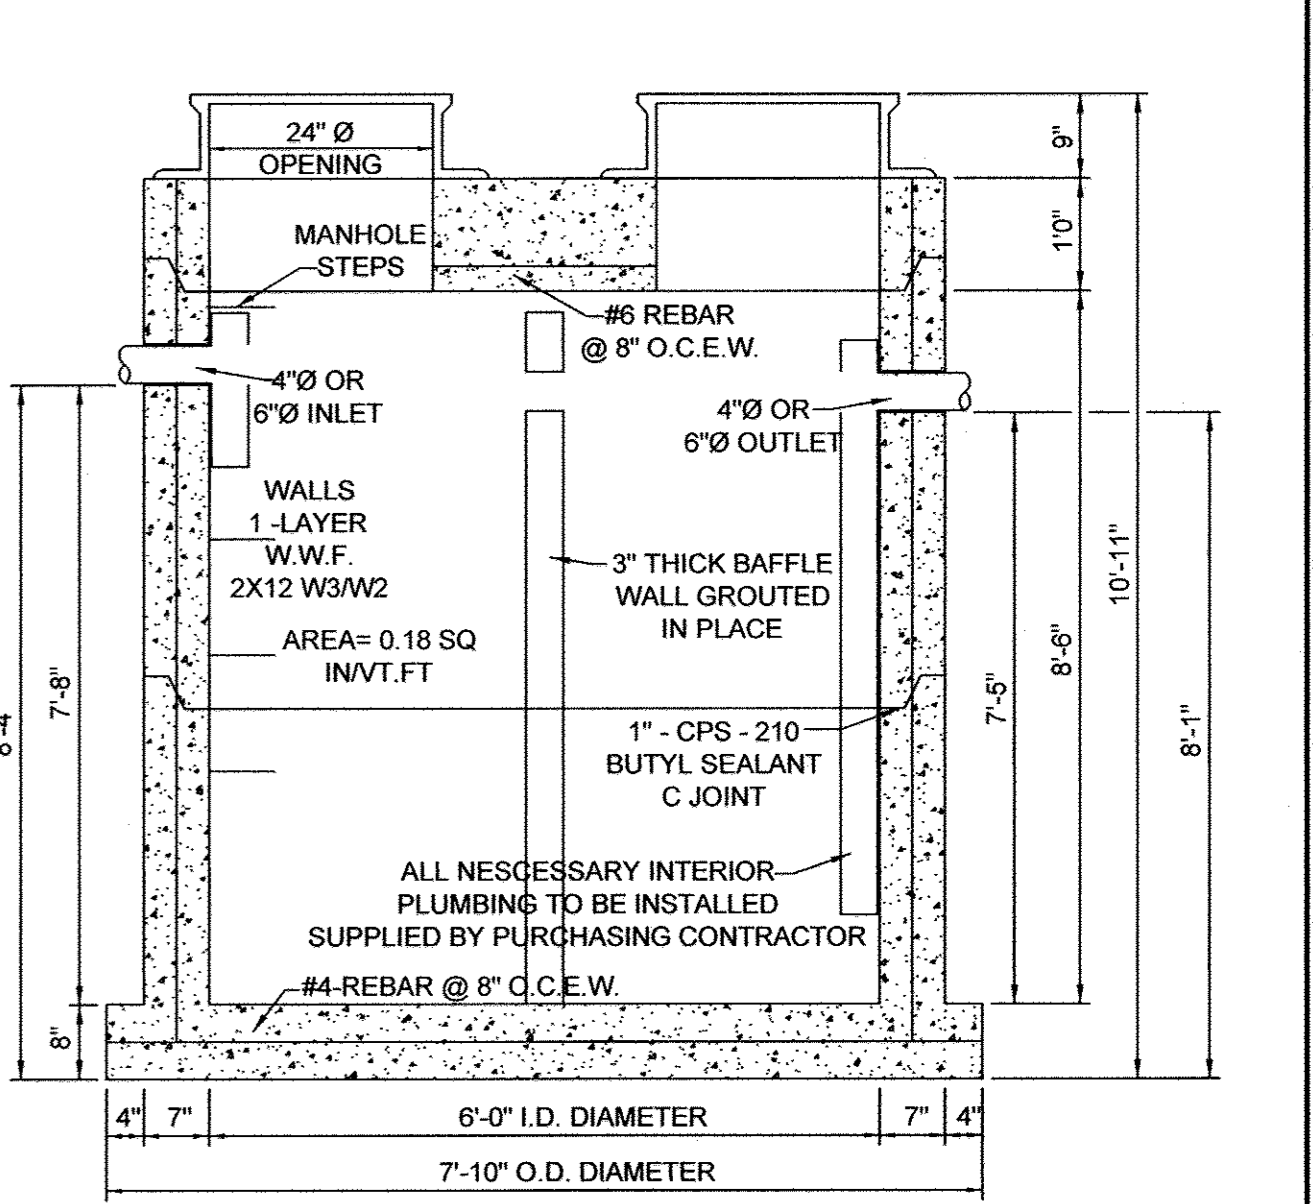 24" Ø
OPENING
9"
1'0"
MANHOLE
STEPS
#6 REBAR
@ 8" O.C.E.W.
4"Ø OR
6"Ø INLET
4"Ø OR
6"Ø OUTLET
WALLS
1 -LAYER
W.W.F.
2X12 W3/W2
AREA= 0.18 SQ
IN/VT.FT
3" THICK BAFFLE
WALL GROUTED
IN PLACE
10'-11"
8'-6"
7'-5"
8'-1"
7'-8"
1" - CPS - 210
BUTYL SEALANT
C JOINT
ALL NESCESSARY INTERIOR
PLUMBING TO BE INSTALLED
SUPPLIED BY PURCHASING CONTRACTOR
#4-REBAR @ 8" O.C.E.W.
8"
4"
7"
6'-0" I.D. DIAMETER
7"
4"
7'-10" O.D. DIAMETER